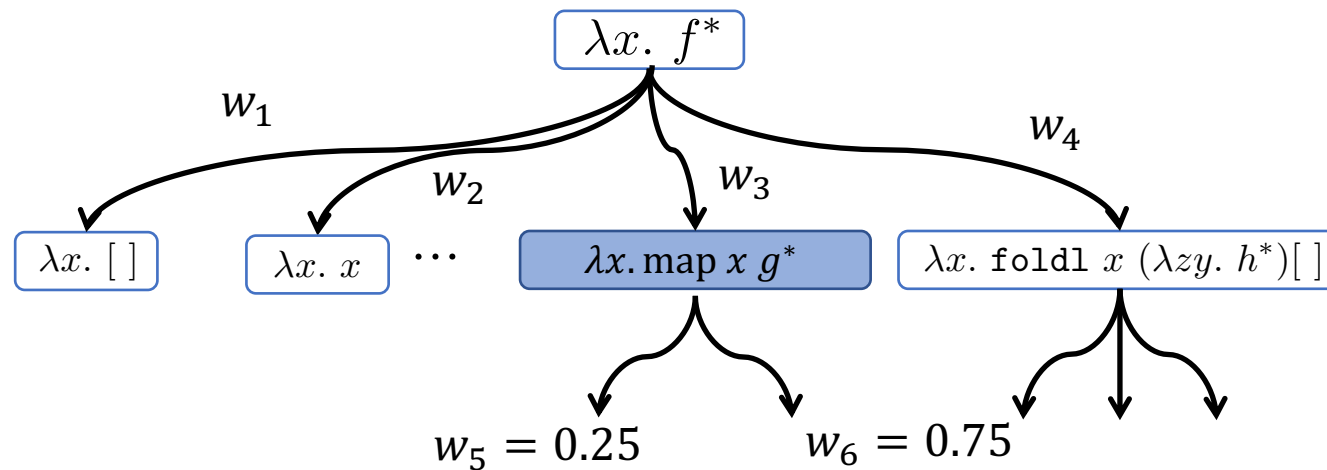 λx. f*
w₁
w₄
w₂
w₃
λx. [ ]
λx. x
...
λx. map x g*
λx. foldl x (λzy. h*)[ ]
w₅ = 0.25
w₆ = 0.75